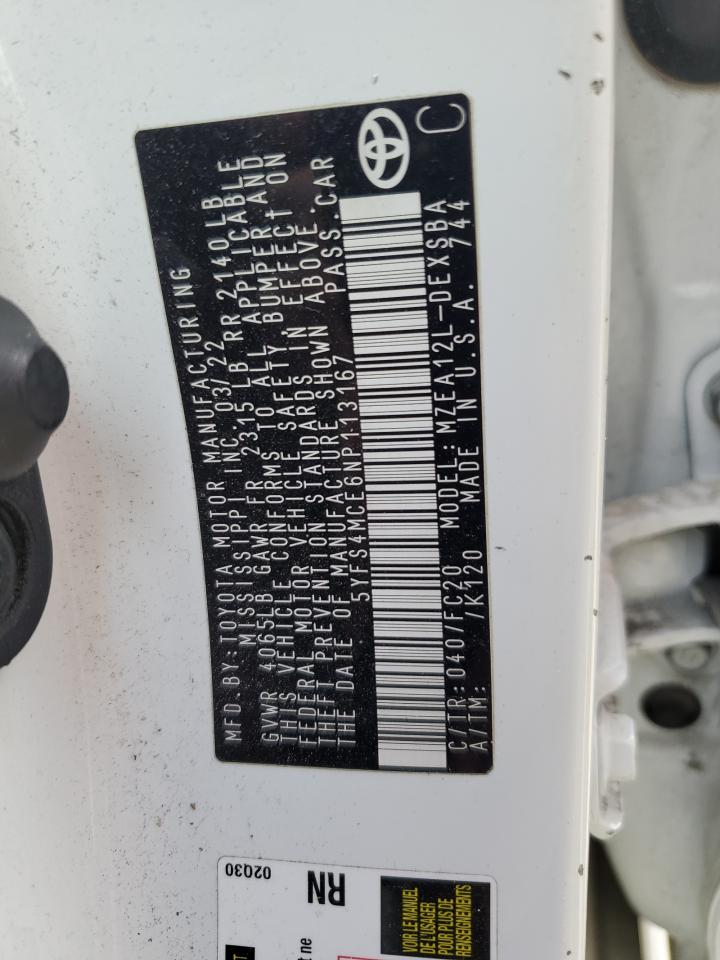 MFD. BY: TOYOTA MOTOR MANUFACTURING
MISSISSIPPI INC. 03/22
GVWR 4065LB GAWR FR 2315 LB RR 2140LB
THIS VEHICLE CONFORMS TO ALL APPLICABLE
FEDERAL MOTOR VEHICLE SAFETY, BUMPER AND
THEFT PREVENTION STANDARDS IN EFFECT ON
THE DATE OF MANUFACTURE SHOWN ABOVE.
5YFS4MCE6NP113167 PASS. CAR
C/TR: 040/FC20 MODEL: MZEA12L-DEXSBA
A/TM: /K120 MADE IN U.S.A. 744
C
02Q30
RN
VOIR LE MANUEL
DE L'USAGER
POUR PLUS DE
RENSEIGNEMENTS
t ne